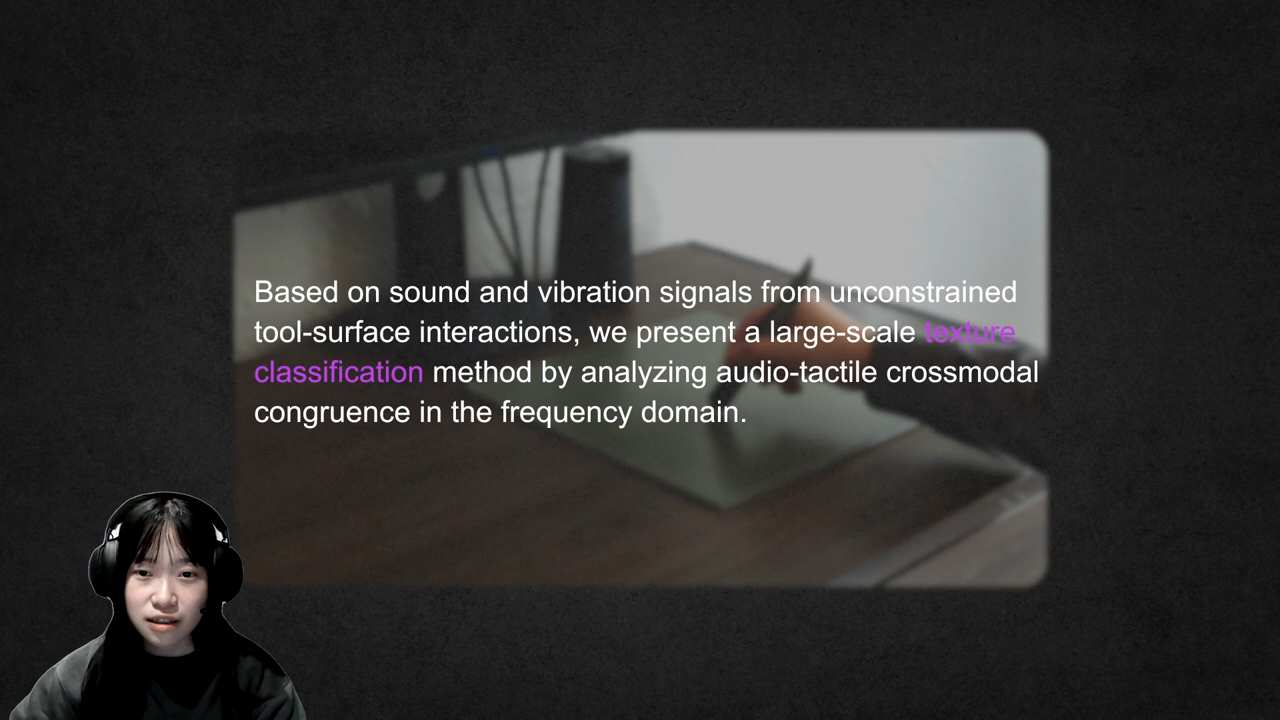 Based on sound and vibration signals from unconstrained
tool-surface interactions, we present a large-scale texture
classification method by analyzing audio-tactile crossmodal
congruence in the frequency domain.